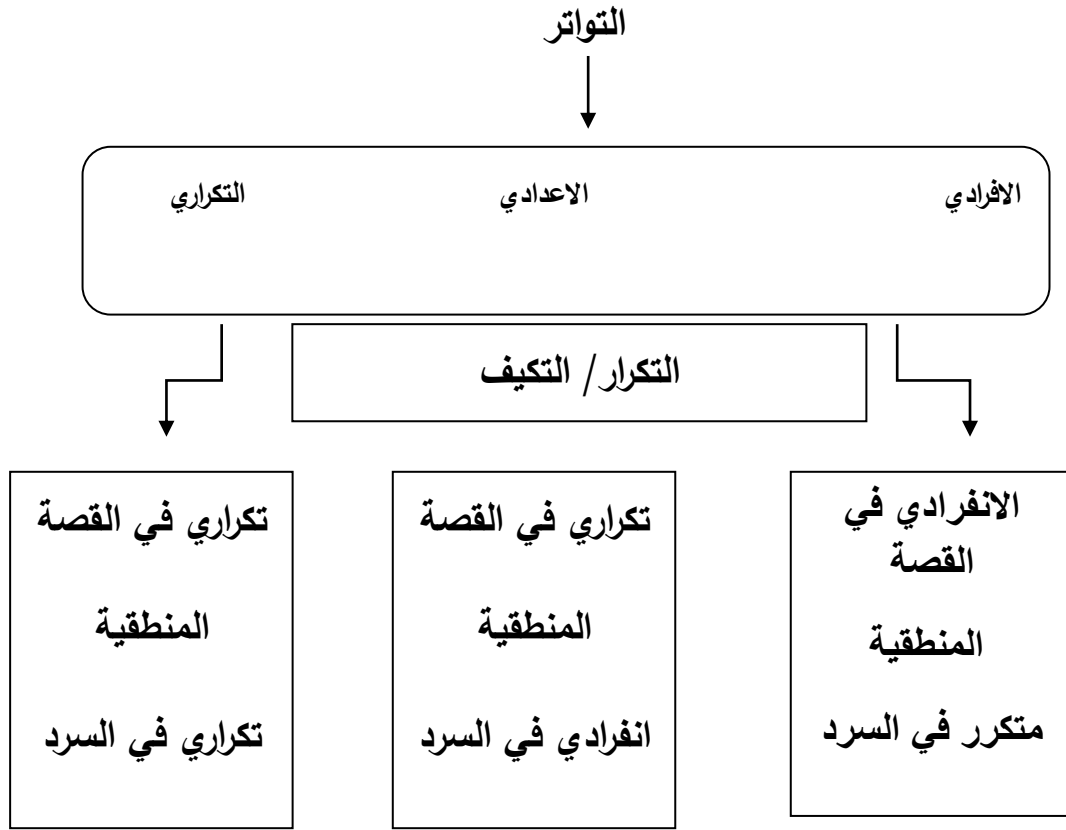 التواتر
الافرادي
الاعدادي
التكراري
التكرار/ التكيف
الانفرادي في
القصة
المنطقية
متكرر في السرد
تكراري في القصة
المنطقية
انفرادي في السرد
تكراري في القصة
المنطقية
تكراري في السرد